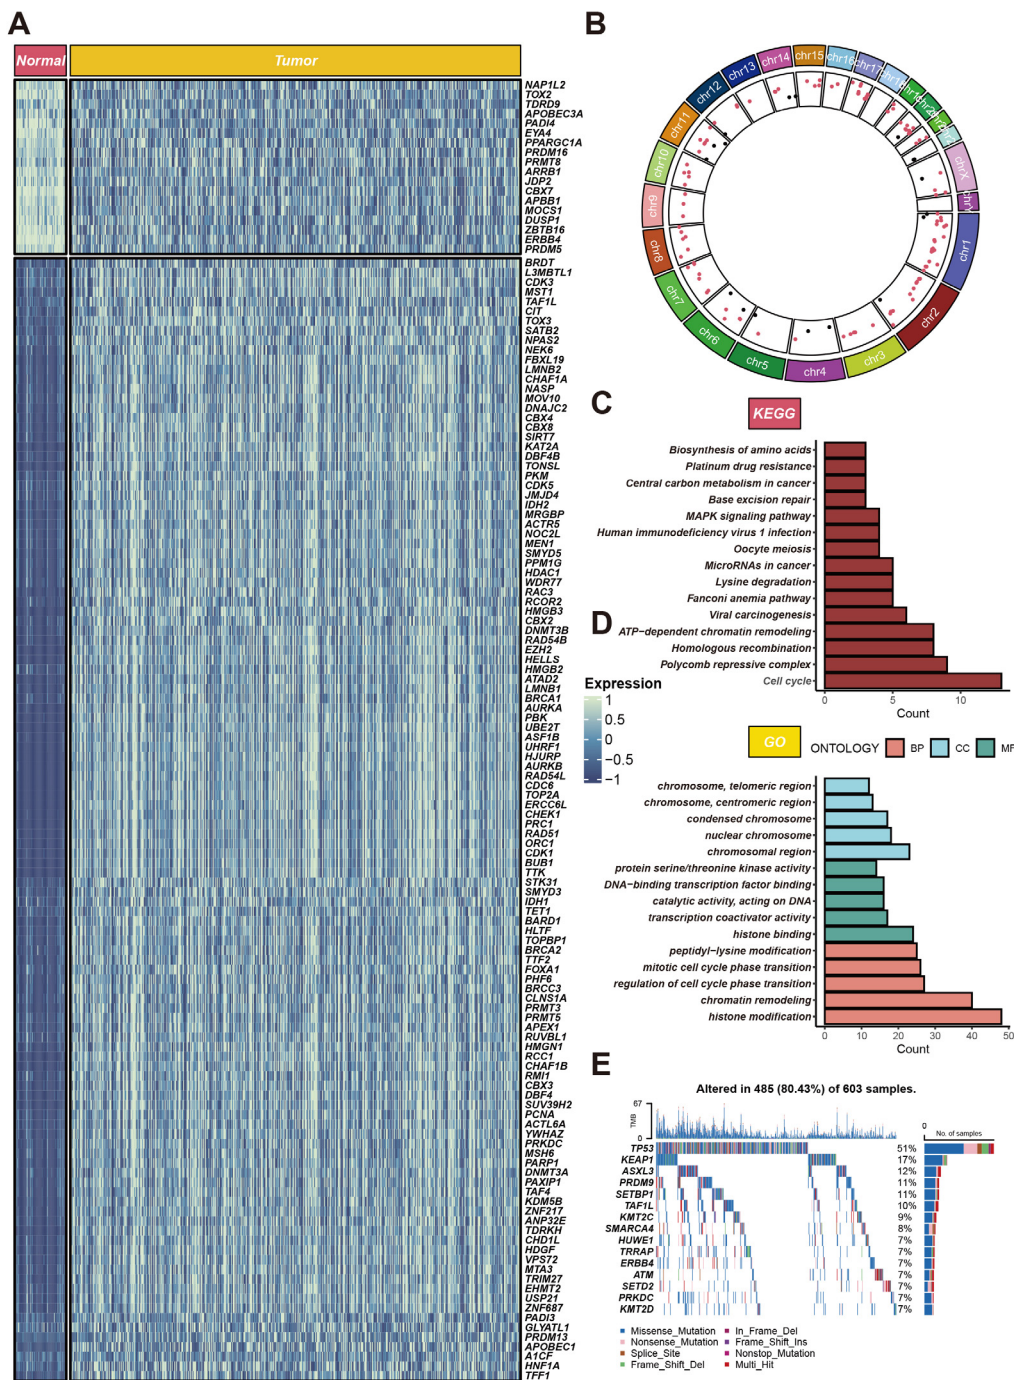 A
Normal
Tumor
NAP1L2
TOX2
TDRD9
APOBEC3A
PADI4
EYA4
PPARGC1A
PRDM16
PRMT8
ARRB1
JDP2
CBX7
APBB1
MOCS1
DUSP1
ZBTB16
ERBB4
PRDM5
BRDT
L3MBTL1
CDK3
MST1
TAF1L
CIT
TOX3
SATB2
NPAS2
NEK6
FBXL19
LMNB2
CHAF1A
NASP
MOV10
DNAJC2
CBX4
CBX8
SIRT7
KAT2A
DBF4B
TONSL
PKM
CDK5
JMJD4
IDH2
MRGBP
ACTR5
NOC2L
MEN1
SMYD5
PPM1G
HDAC1
WDR77
RAC3
RCOR2
HMGB3
CBX2
DNMT3B
RAD54B
EZH2
HELLS
HMGB2
ATAD2
LMNB1
BRCA1
AURKA
PBK
UBE2T
ASF1B
UHRF1
HJURP
AURKB
RAD54L
CDC6
TOP2A
ERCC6L
CHEK1
PRC1
RAD51
ORC1
CDK1
BUB1
TTK
STK31
SMYD3
IDH1
TET1
BARD1
HLTF
TOPBP1
BRCA2
TTF2
FOXA1
PHF6
BRCC3
CLNS1A
PRMT3
PRMT5
APEX1
RUVBL1
HMGN1
RCC1
CHAF1B
RMI1
CBX3
DBF4
SUV39H2
PCNA
ACTL6A
YWHAZ
PRKDC
MSH6
PARP1
DNMT3A
PAXIP1
TAF4
KDM5B
ZNF217
ANP32E
TDRKH
CHD1L
HDGF
VPS72
MTA3
TRIM27
EHMT2
USP21
ZNF687
PADI3
GLYATL1
PRDM13
APOBEC1
A1CF
HNF1A
TFF1
Expression
1
0.5
0
−0.5
−1
B
chr1
chr2
chr3
chr4
chr5
chr6
chr7
chr8
chr9
chr10
chr11
chr12
chr13
chr14
chr15
chr16
chr17
chrX
C
KEGG
Biosynthesis of amino acids
Platinum drug resistance
Central carbon metabolism in cancer
Base excision repair
MAPK signaling pathway
Human immunodeficiency virus 1 infection
Oocyte meiosis
MicroRNAs in cancer
Lysine degradation
Fanconi anemia pathway
Viral carcinogenesis
ATP−dependent chromatin remodeling
Homologous recombination
Polycomb repressive complex
Cell cycle
0 5 10
Count
D
GO
ONTOLOGY BP CC MF
chromosome, telomeric region
chromosome, centromeric region
condensed chromosome
nuclear chromosome
chromosomal region
protein serine/threonine kinase activity
DNA−binding transcription factor binding
catalytic activity, acting on DNA
transcription coactivator activity
histone binding
peptidyl−lysine modification
mitotic cell cycle phase transition
regulation of cell cycle phase transition
chromatin remodeling
histone modification
0 10 20 30 40 50
Count
E
Altered in 485 (80.43%) of 603 samples.
67
TMB
0
0
No. of samples
TP53 51%
KEAP1 17%
ASXL3 12%
PRDM9 11%
SETBP1 11%
TAF1L 10%
KMT2C 9%
SMARCA4 8%
HUWE1 7%
TRRAP 7%
ERBB4 7%
ATM 7%
SETD2 7%
PRKDC 7%
KMT2D 7%
Missense_Mutation
Nonsense_Mutation
Splice_Site
Frame_Shift_Del
In_Frame_Del
Frame_Shift_Ins
Nonstop_Mutation
Multi_Hit